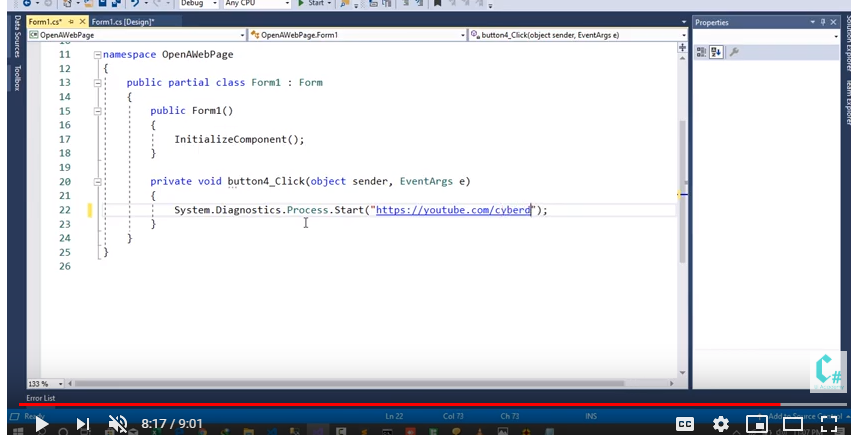 Debug Any CPU Start
Form1.cs* Form1.cs [Design]* Properties
OpenAWebPage OpenAWebPage.Form1 button4_Click(object sender, EventArgs e)
Data Sources
Toolbox
Solution Explorer
Team Explorer
11 namespace OpenAWebPage
12 {
13 public partial class Form1 : Form
14 {
15 public Form1()
16 {
17 InitializeComponent();
18 }
19
20 private void button4_Click(object sender, EventArgs e)
21 {
22 System.Diagnostics.Process.Start("https://youtube.com/cyberd");
23 }
24 }
25 }
26
C#
133 %
Error List
Ready Ln 22 Col 73 Ch 73 INS Add to Source Control
8:17 / 9:01 CC